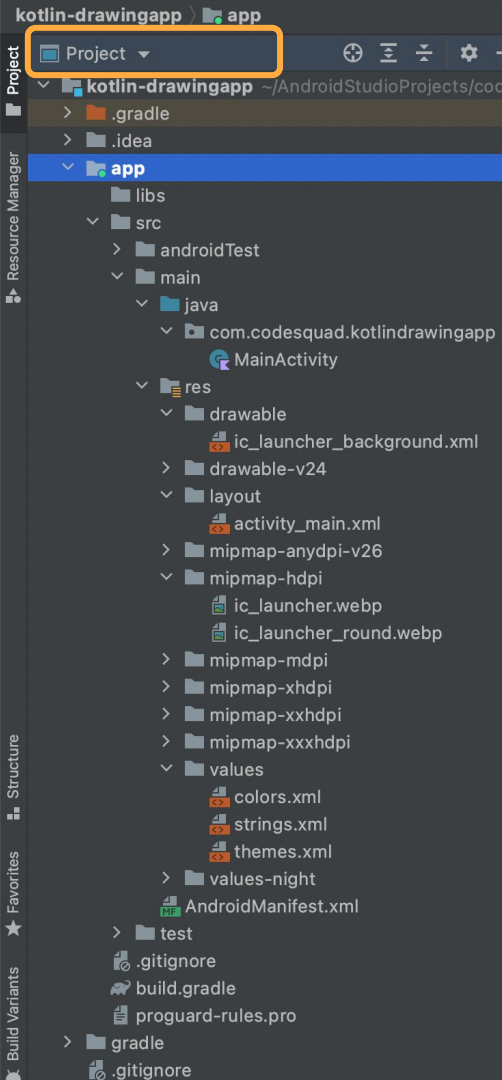 kotlin-drawingapp app
Project
kotlin-drawingapp ~/AndroidStudioProjects/coo
.gradle
.idea
app
libs
src
androidTest
main
java
com.codesquad.kotlindrawingapp
MainActivity
res
drawable
ic_launcher_background.xml
drawable-v24
layout
activity_main.xml
mipmap-anydpi-v26
mipmap-hdpi
ic_launcher.webp
ic_launcher_round.webp
mipmap-mdpi
mipmap-xhdpi
mipmap-xxhdpi
mipmap-xxxhdpi
values
colors.xml
strings.xml
themes.xml
values-night
MF AndroidManifest.xml
test
.gitignore
build.gradle
proguard-rules.pro
gradle
.gitignore
Project
Resource Manager
Structure
Favorites
Build Variants